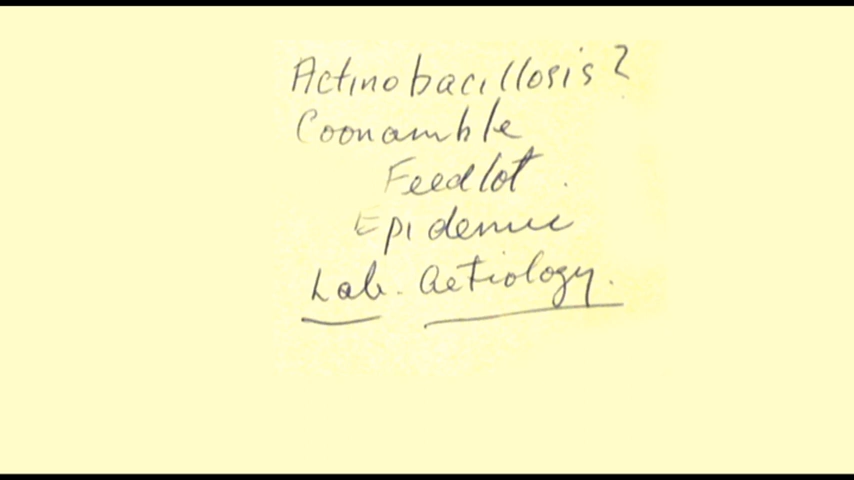 Actinobacillosis?
Coonamble
Feedlot.
Epidemic
Lab. Aetiology.